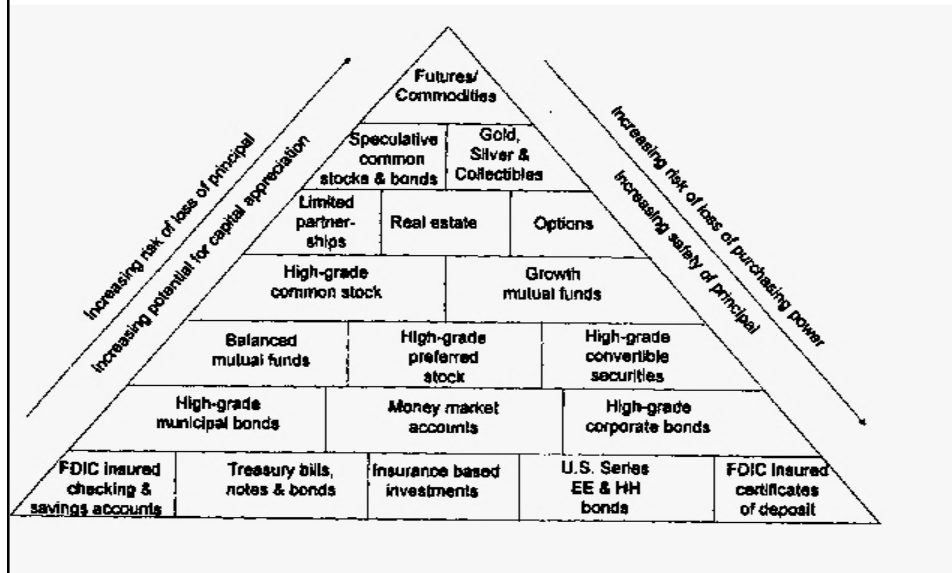 Futures/
Commodities
Speculative
common
stocks & bonds
Gold,
Silver &
Collectibles
Limited
partner-
ships
Real estate
Options
High-grade
common stock
Growth
mutual funds
Balanced
mutual funds
High-grade
preferred
stock
High-grade
convertible
securities
High-grade
municipal bonds
Money market
accounts
High-grade
corporate bonds
FDIC insured
checking &
savings accounts
Treasury bills,
notes & bonds
Insurance based
investments
U.S. Series
EE & HH
bonds
FDIC Insured
certificates
of deposit
Increasing risk of loss of principal
Increasing potential for capital appreciation
Increasing risk of loss of purchasing power
Increasing safety of principal